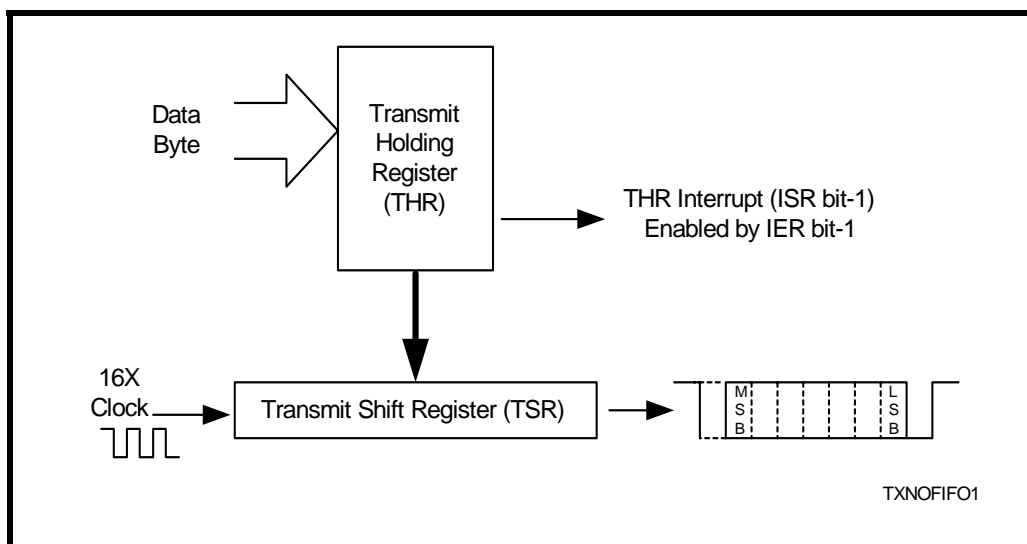 Data
Byte
Transmit
Holding
Register
(THR)
THR Interrupt (ISR bit-1)
Enabled by IER bit-1
16X
Clock
Transmit Shift Register (TSR)
M
S
B
L
S
B
TXNOFIFO1